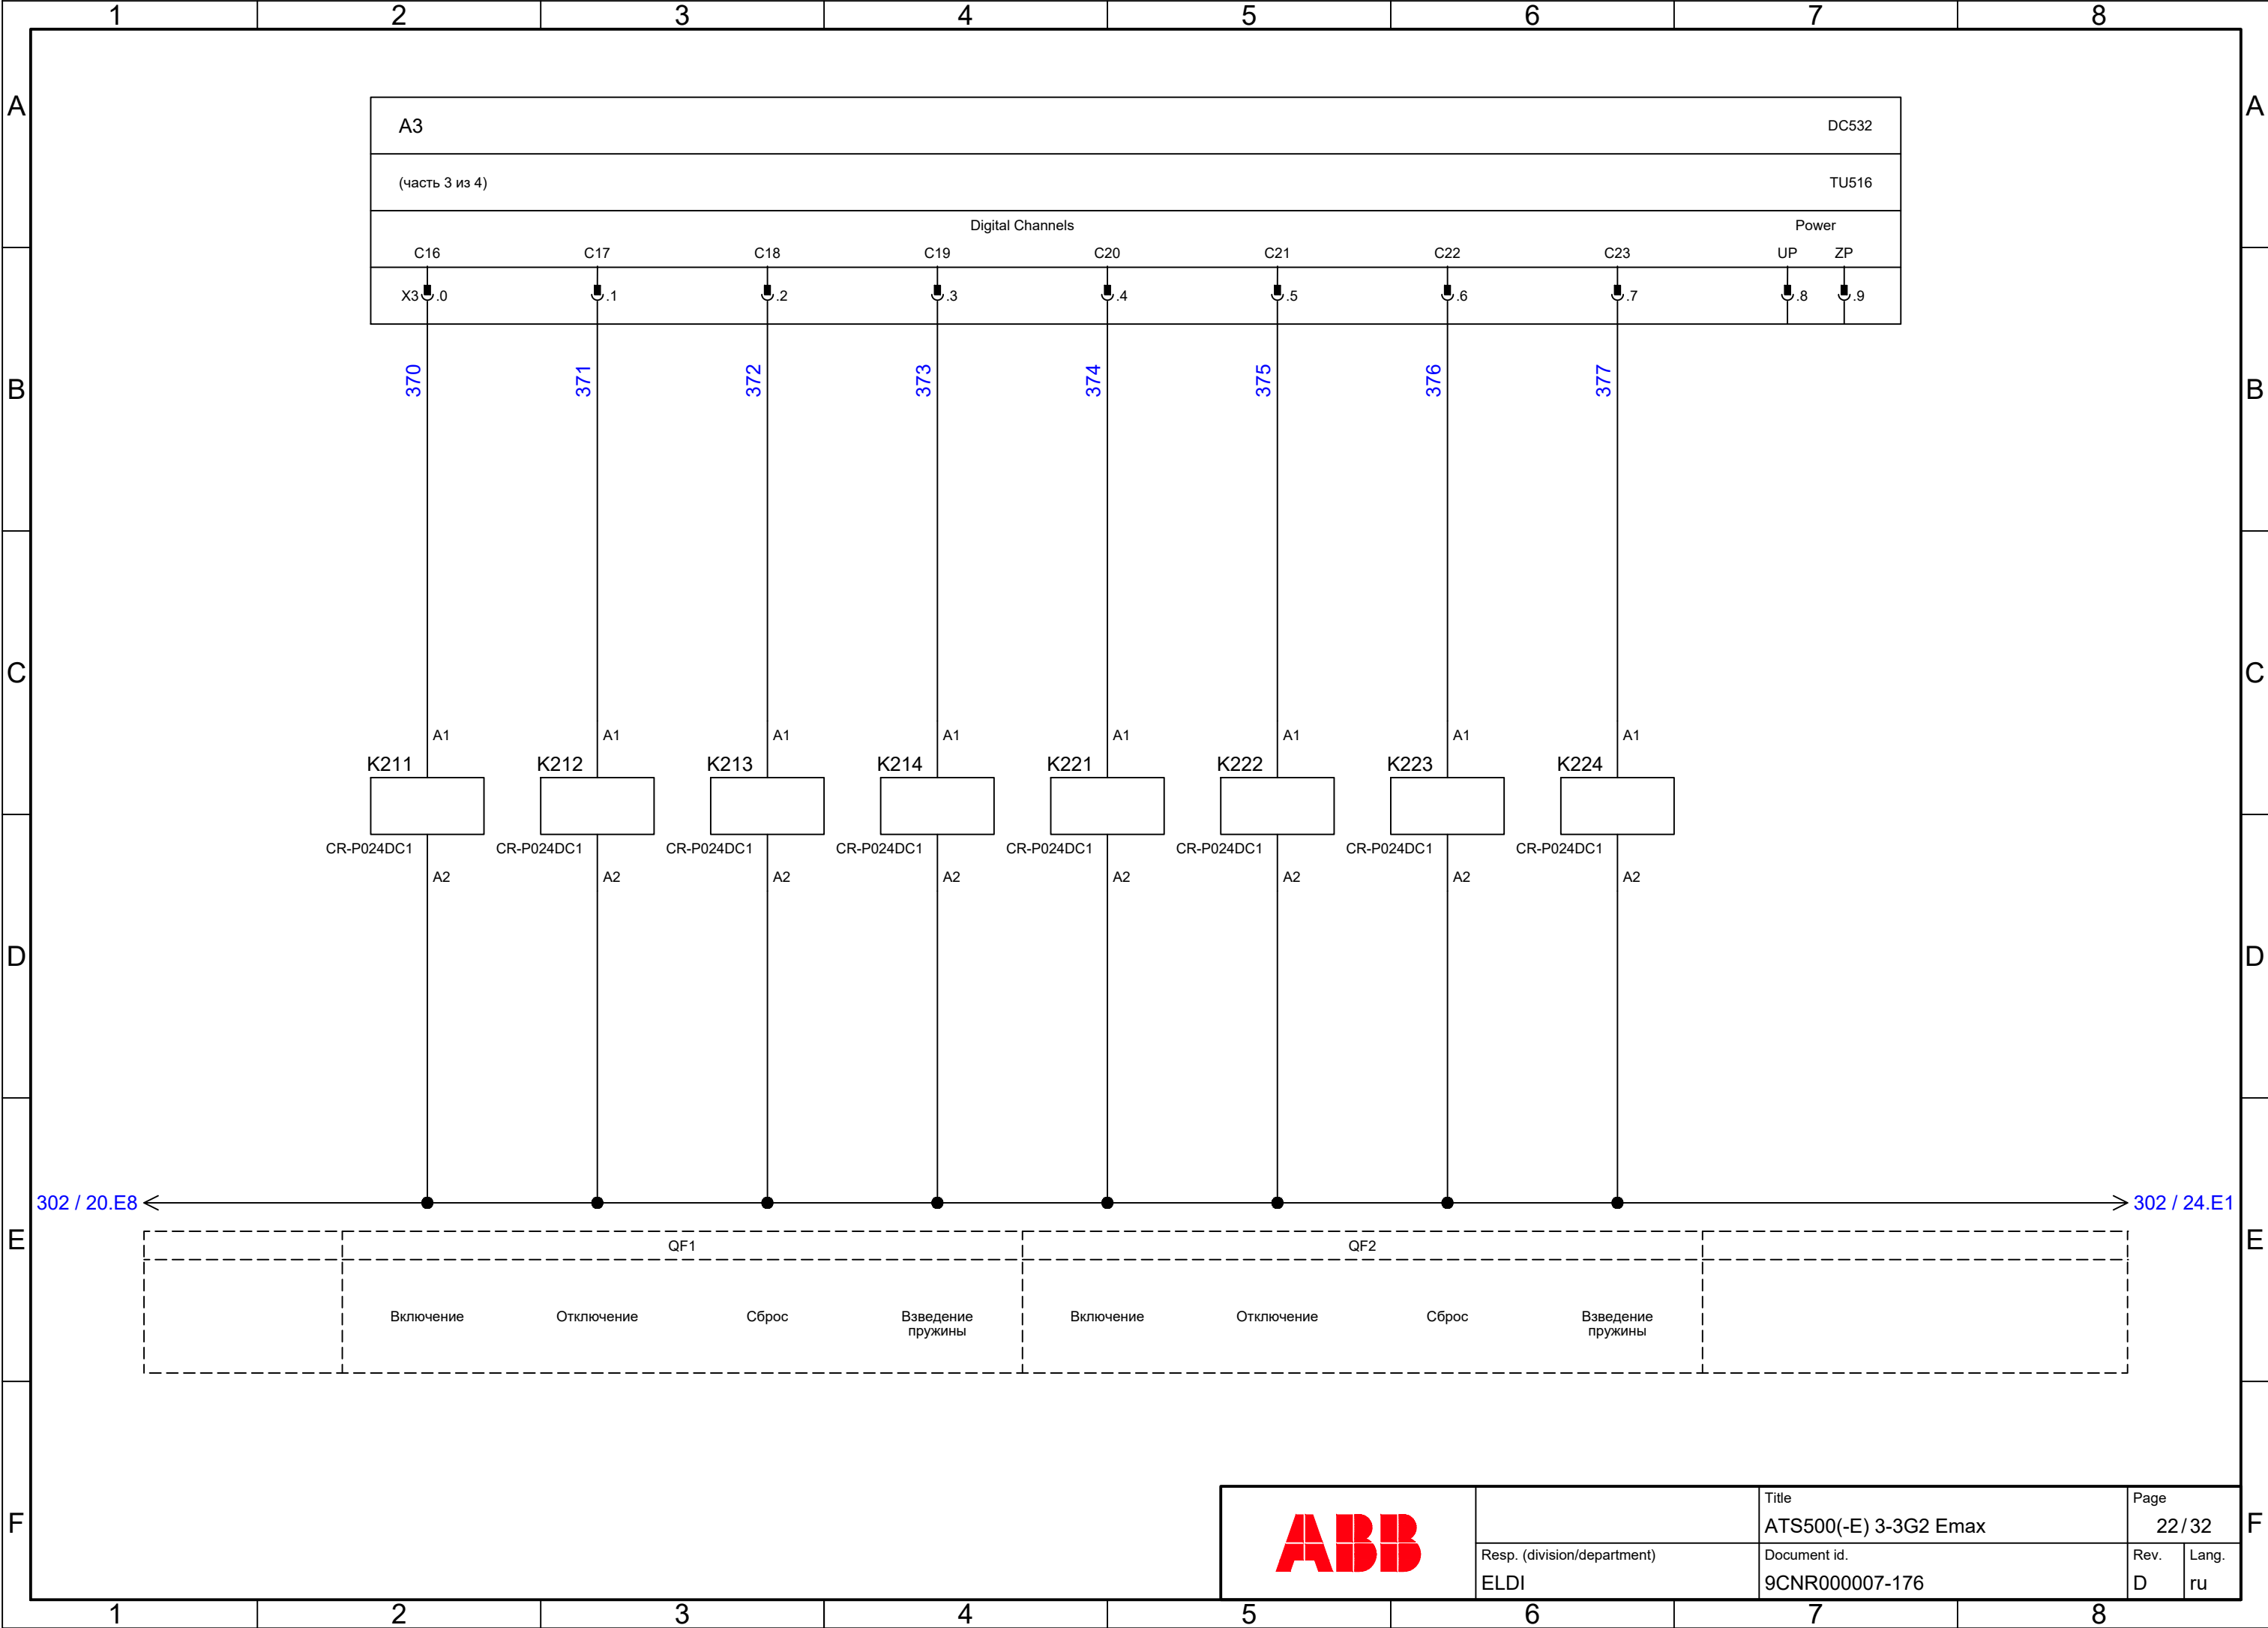 1 2 3 4 5 6 7 8
A A
A3 DC532
(часть 3 из 4) TU516
Digital Channels Power
C16 C17 C18 C19 C20 C21 C22 C23 UP ZP
X3 .0 .1 .2 .3 .4 .5 .6 .7 .8 .9
370 371 372 373 374 375 376 377
B B
C C
A1 A1 A1 A1 A1 A1 A1 A1
K211 K212 K213 K214 K221 K222 K223 K224
CR-P024DC1 CR-P024DC1 CR-P024DC1 CR-P024DC1 CR-P024DC1 CR-P024DC1 CR-P024DC1 CR-P024DC1
A2 A2 A2 A2 A2 A2 A2 A2
D D
302 / 20.E8 302 / 24.E1
E E
QF1 QF2
Включение Отключение Сброс Взведение Включение Отключение Сброс Взведение
пружины пружины
F F
ABB
Title
ATS500(-E) 3-3G2 Emax
Page
22/32
Resp. (division/department)
ELDI
Document id.
9CNR000007-176
Rev.
D
Lang.
ru
1 2 3 4 5 6 7 8